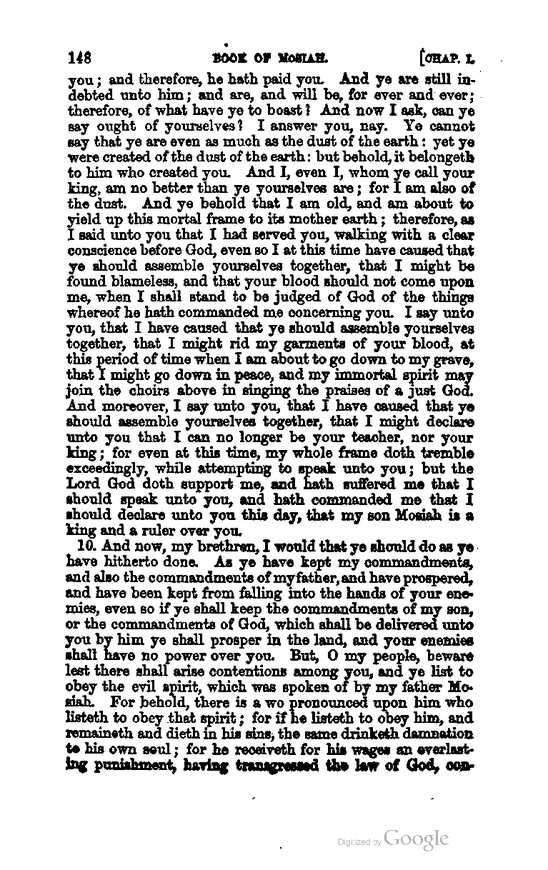 148 BOOK OF MOSIAH. [CHAP. I.
you; and therefore, he hath paid you. And ye are still in-
debted unto him; and are, and will be, for ever and ever;
therefore, of what have ye to boast? And now I ask, can ye
say ought of yourselves? I answer you, nay. Ye cannot
say that ye are even as much as the dust of the earth: yet ye
were created of the dust of the earth: but behold, it belongeth
to him who created you. And I, even I, whom ye call your
king, am no better than ye yourselves are; for I am also of
the dust. And ye behold that I am old, and am about to
yield up this mortal frame to its mother earth; therefore, as
I said unto you that I had served you, walking with a clear
conscience before God, even so I at this time have caused that
ye should assemble yourselves together, that I might be
found blameless, and that your blood should not come upon
me, when I shall stand to be judged of God of the things
whereof he hath commanded me concerning you. I say unto
you, that I have caused that ye should assemble yourselves
together, that I might rid my garments of your blood, at
this period of time when I am about to go down to my grave,
that I might go down in peace, and my immortal spirit may
join the choirs above in singing the praises of a just God.
And moreover, I say unto you, that I have caused that ye
should assemble yourselves together, that I might declare
unto you that I can no longer be your teacher, nor your
king; for even at this time, my whole frame doth tremble
exceedingly, while attempting to speak unto you; but the
Lord God doth support me, and hath suffered me that I
should speak unto you, and hath commanded me that I
should declare unto you this day, that my son Mosiah is a
king and a ruler over you.
10. And now, my brethren, I would that ye should do as ye
have hitherto done. As ye have kept my commandments,
and also the commandments of my father, and have prospered,
and have been kept from falling into the hands of your ene-
mies, even so if ye shall keep the commandments of my son,
or the commandments of God, which shall be delivered unto
you by him ye shall prosper in the land, and your enemies
shall have no power over you. But, O my people, beware
lest there shall arise contentions among you, and ye list to
obey the evil spirit, which was spoken of by my father Mo-
siah. For behold, there is a wo pronounced upon him who
listeth to obey that spirit; for if he listeth to obey him, and
remaineth and dieth in his sins, the same drinketh damnation
to his own soul; for he receiveth for his wages an everlast-
ing punishment, having transgressed the law of God, con-
Digitized by Google